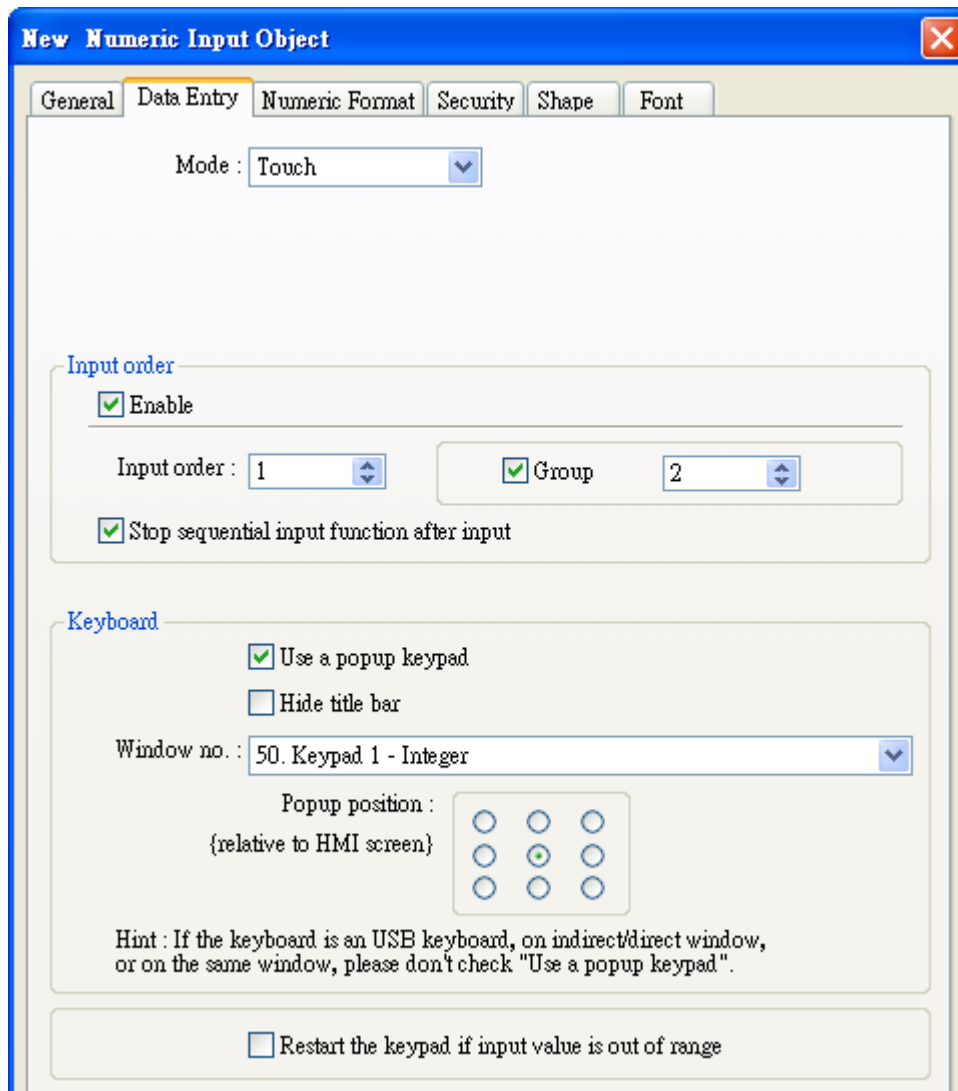 New Numeric Input Object
General Data Entry Numeric Format Security Shape Font
Mode : Touch
Input order
Enable
Input order : 1 Group 2
Stop sequential input function after input
Keyboard
Use a popup keypad
Hide title bar
Window no. : 50. Keypad 1 - Integer
Popup position :
{relative to HMI screen}
Hint : If the keyboard is an USB keyboard, on indirect/direct window,
or on the same window, please don't check "Use a popup keypad".
Restart the keypad if input value is out of range